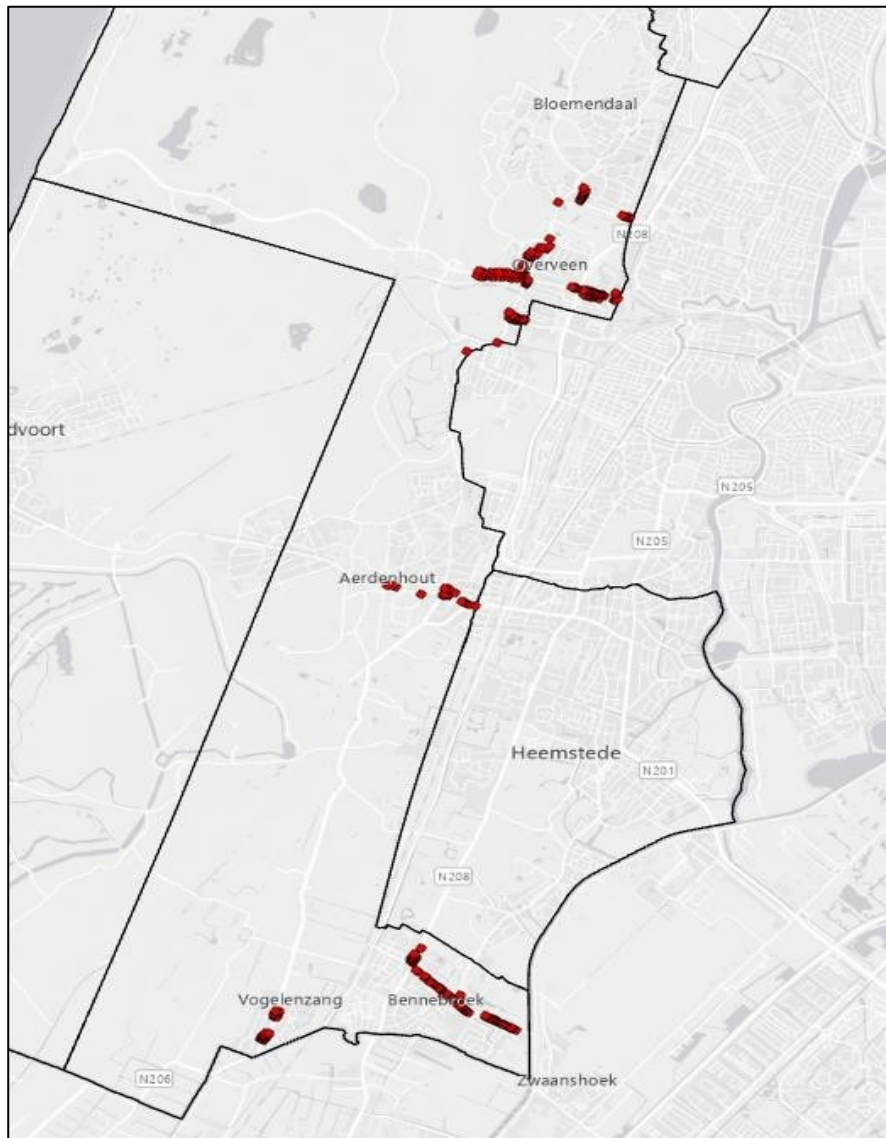 Bloemendaal
N208
Overveen
dvoort
N205
N205
Aerdenhout
Heemstede
N201
N208
Vogelenzang
Bennebroek
N206
Zwaanshoek